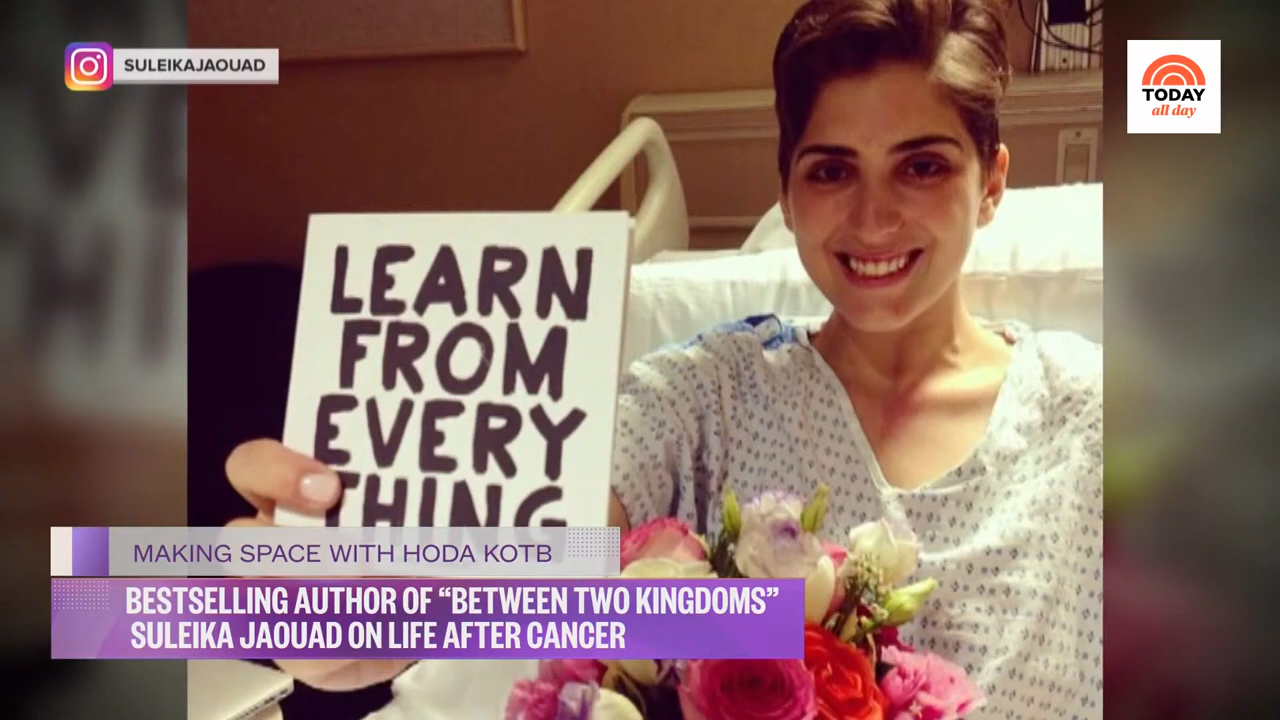 SULEIKAJAOUAD
TODAY
all day
LEARN
FROM
EVERY
THING
MAKING SPACE WITH HODA KOTB
BESTSELLING AUTHOR OF “BETWEEN TWO KINGDOMS”
SULEIKA JAOUAD ON LIFE AFTER CANCER